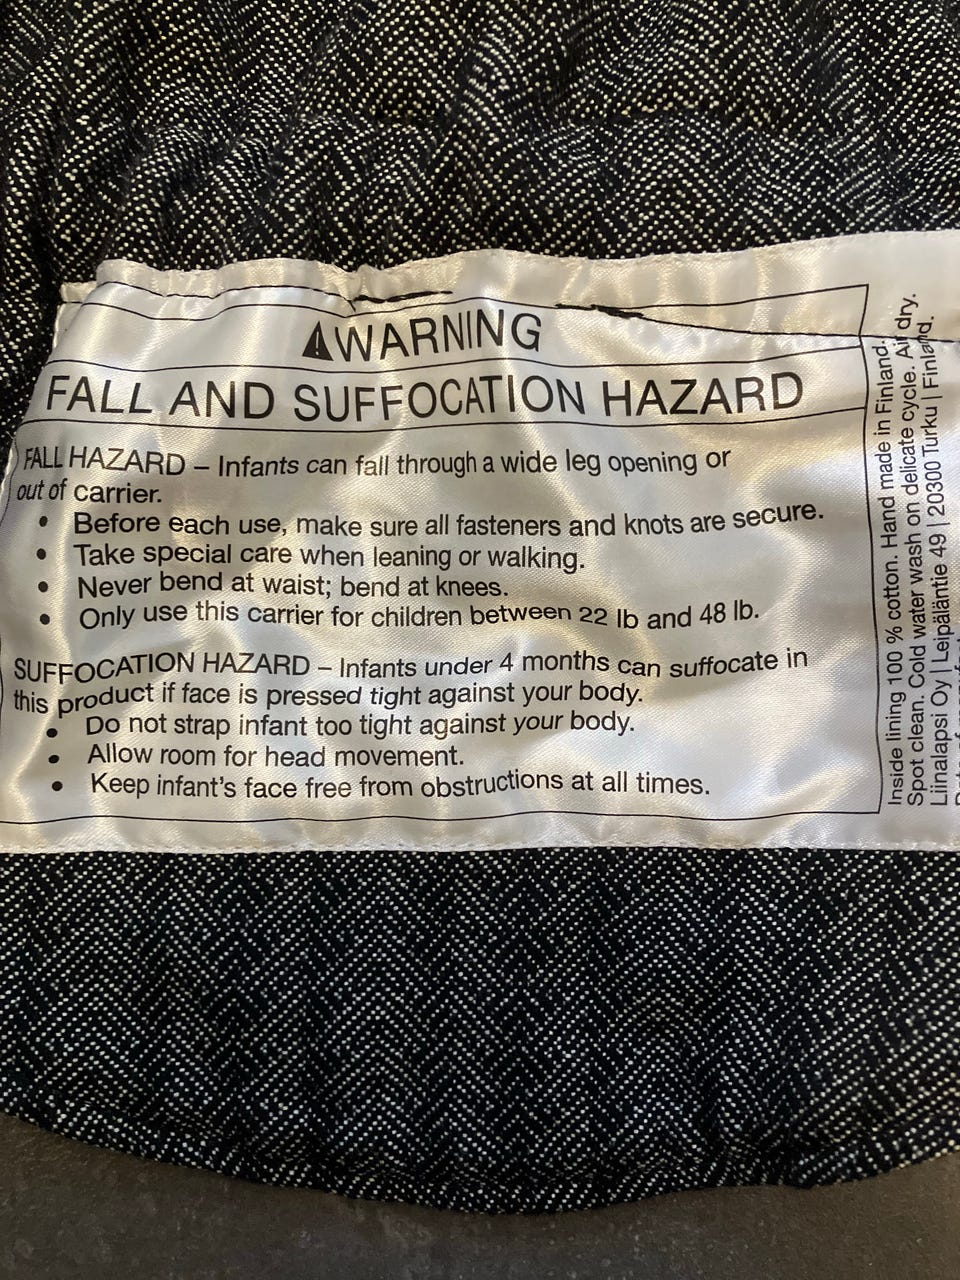 WARNING
FALL AND SUFFOCATION HAZARD
FALL HAZARD – Infants can fall through a wide leg opening or
out of carrier.
• Before each use, make sure all fasteners and knots are secure.
• Take special care when leaning or walking.
• Never bend at waist; bend at knees.
• Only use this carrier for children between 22 lb and 48 lb.
SUFFOCATION HAZARD – Infants under 4 months can suffocate in
this product if face is pressed tight against your body.
• Do not strap infant too tight against your body.
• Allow room for head movement.
• Keep infant's face free from obstructions at all times.
Inside lining 100 % cotton. Hand made in Finland.
Spot clean. Cold water wash on delicate cycle. Air dry.
Liinalapsi Oy | Leipäläntie 49 | 20300 Turku | Finland.